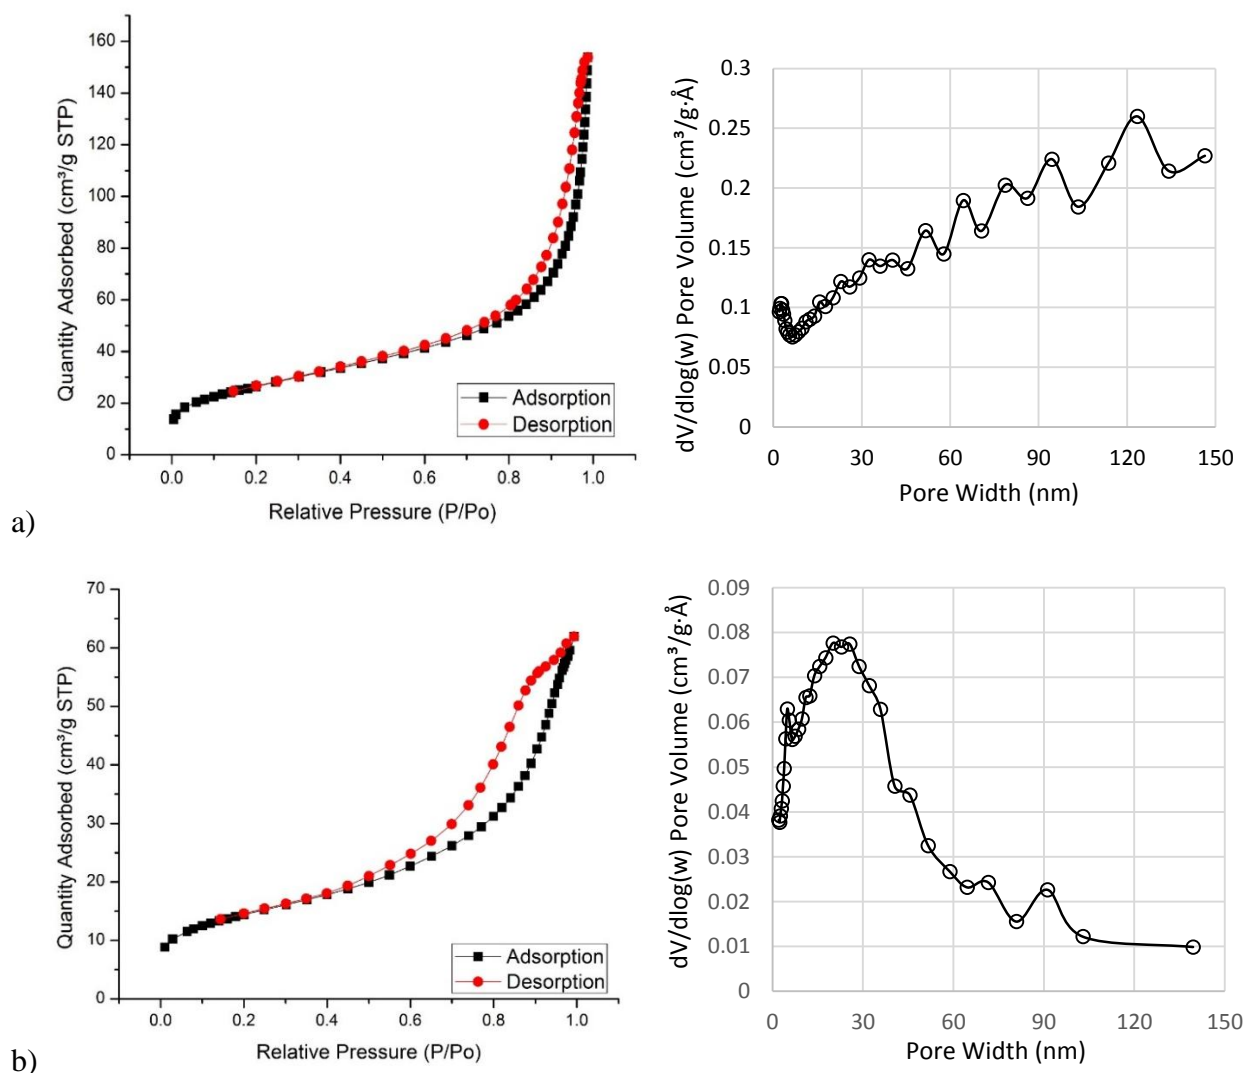 160
140
120
100
80
60
40
20
0
Quantity Adsorbed (cm³/g STP)
Adsorption
Desorption
0.0 0.2 0.4 0.6 0.8 1.0
Relative Pressure (P/Po)
0.3
0.25
0.2
0.15
0.1
0.05
0
dV/dlog(w) Pore Volume (cm³/g·Å)
0 30 60 90 120 150
Pore Width (nm)
a)
70
60
50
40
30
20
10
0
Quantity Adsorbed (cm³/g STP)
Adsorption
Desorption
0.0 0.2 0.4 0.6 0.8 1.0
Relative Pressure (P/Po)
0.09
0.08
0.07
0.06
0.05
0.04
0.03
0.02
0.01
0
dV/dlog(w) Pore Volume (cm³/g·Å)
0 30 60 90 120 150
Pore Width (nm)
b)